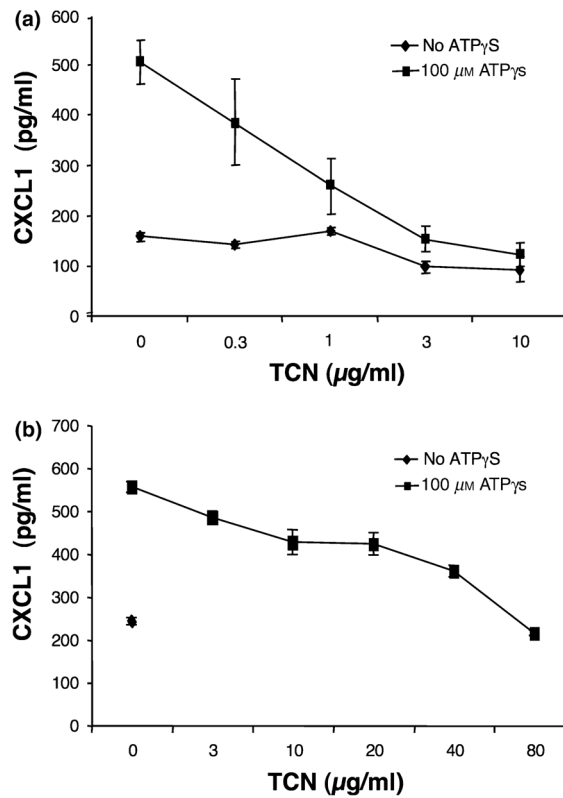 (a)
600
500
400
300
200
100
0
CXCL1 (pg/ml)
No ATPγS
100 μM ATPγs
0 0.3 1 3 10
TCN (μg/ml)
(b)
700
600
500
400
300
200
100
0
CXCL1 (pg/ml)
No ATPγS
100 μM ATPγs
0 3 10 20 40 80
TCN (μg/ml)